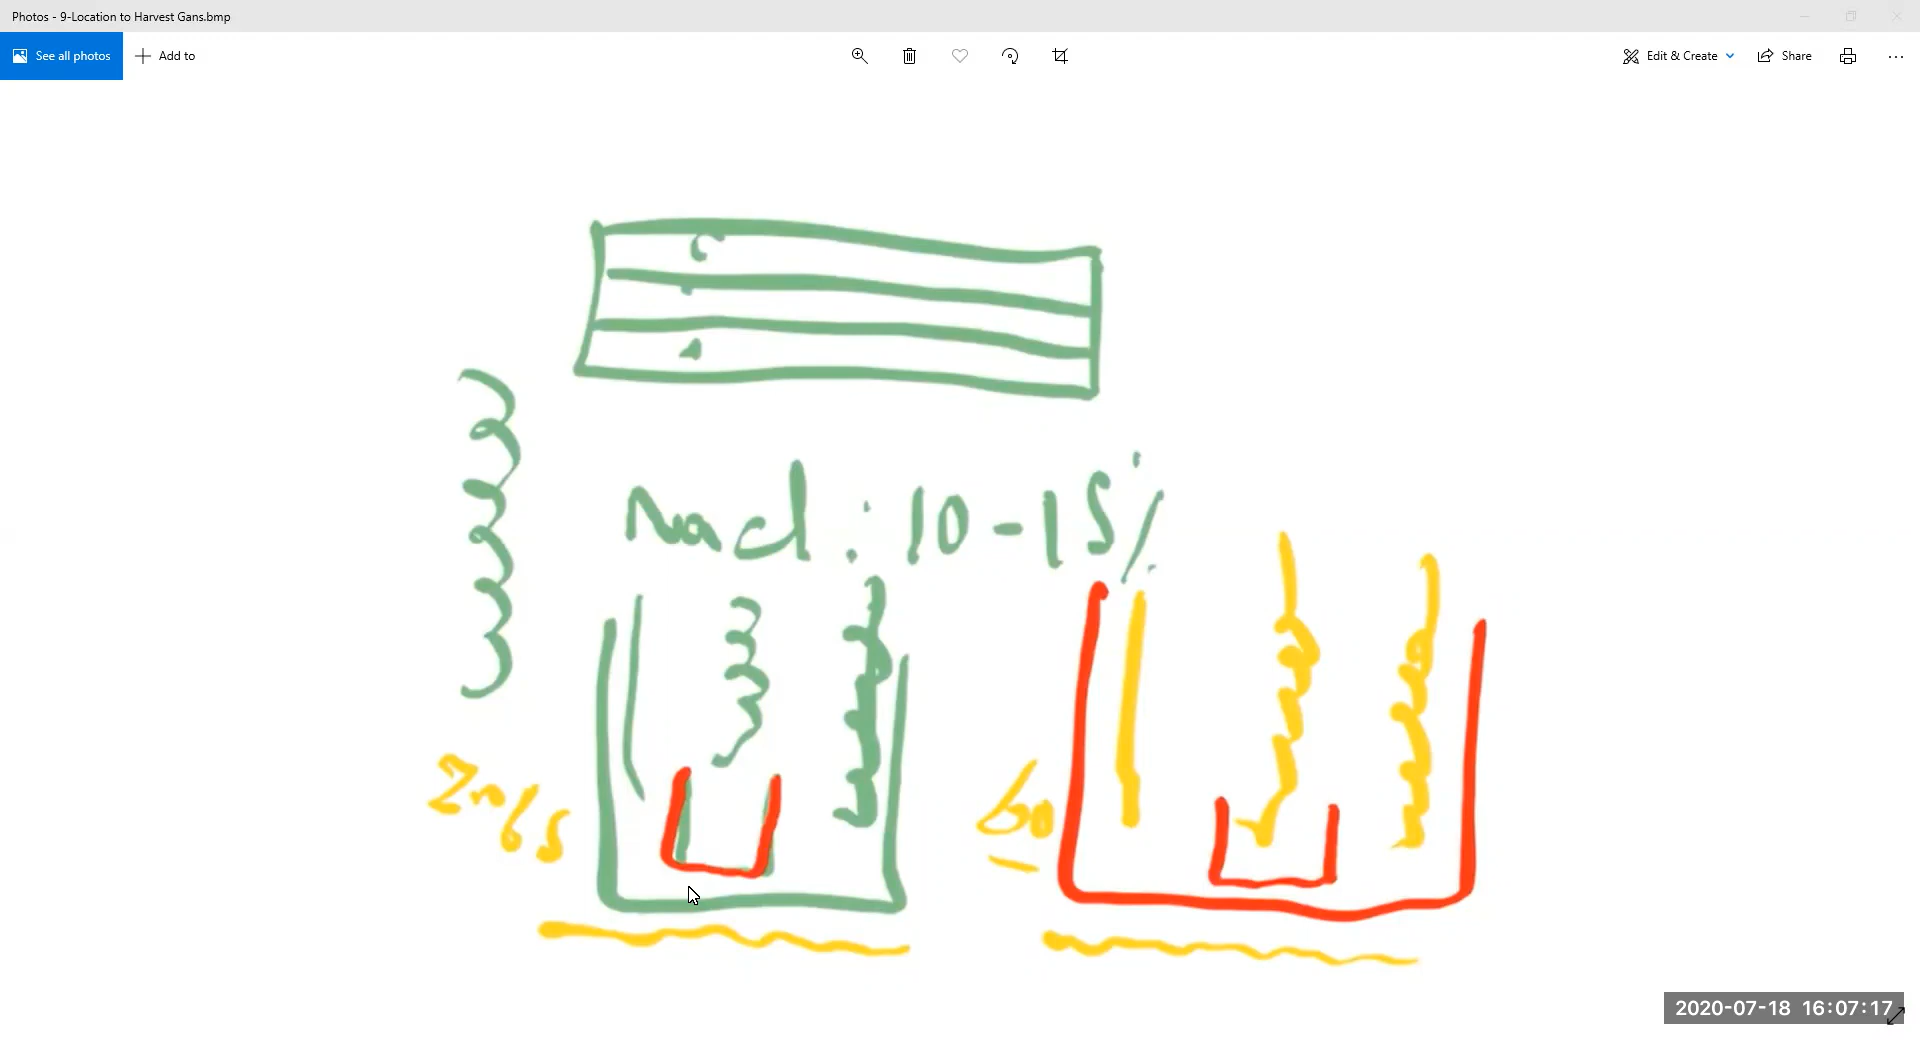 Photos - 9-Location to Harvest Gans.bmp
See all photos
Add to
Edit & Create
Share
Nacl : 10-15%
60
2020-07-18 16:07:17